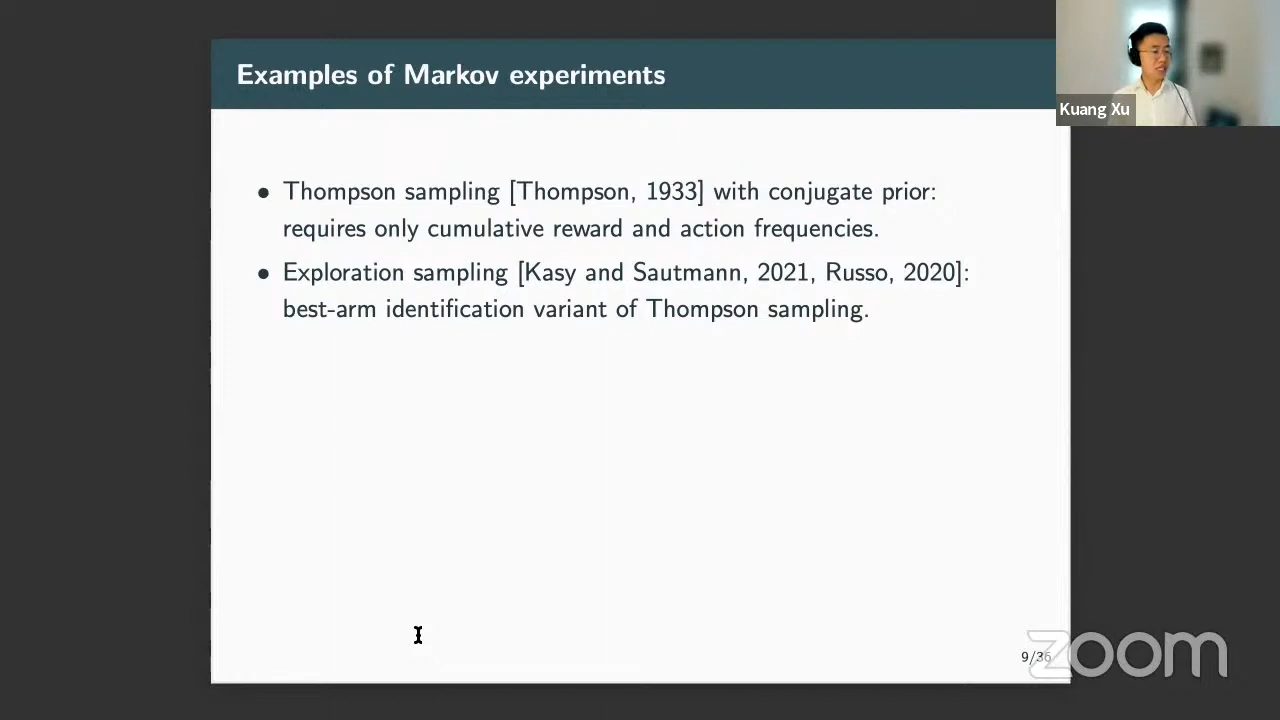 Examples of Markov experiments
Kuang Xu
• Thompson sampling [Thompson, 1933] with conjugate prior:
requires only cumulative reward and action frequencies.
• Exploration sampling [Kasy and Sautmann, 2021, Russo, 2020]:
best-arm identification variant of Thompson sampling.
9/36
zoom